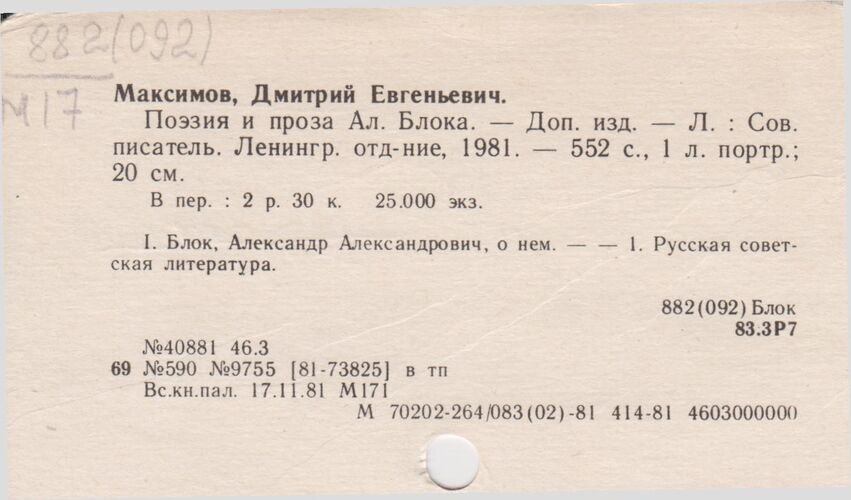 882(092)
М17
Максимов, Дмитрий Евгеньевич.
Поэзия и проза Ал. Блока. — Доп. изд. — Л. : Сов.
писатель. Ленингр. отд-ние, 1981. — 552 с., 1 л. портр.;
20 см.
В пер. : 2 р. 30 к. 25.000 экз.
I. Блок, Александр Александрович, о нем. — — 1. Русская совет-
ская литература.
882(092) Блок
83.3Р7
№40881 46.3
69 №590 №9755 [81-73825] в тп
Вс.кн.пал. 17.11.81 М171
М 70202-264/083(02)-81 414-81 4603000000